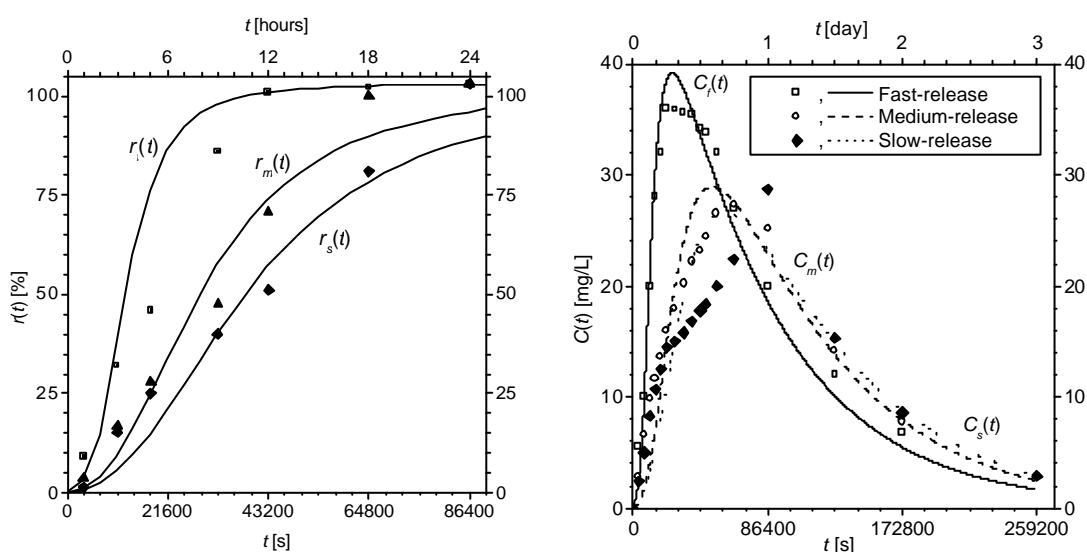 t [hours]
0 6 12 18 24
100 100
75 75
50 50
25 25
0 0
r(t) [%]
r_f(t)
r_m(t)
r_s(t)
0 21600 43200 64800 86400
t [s]
t [day]
0 1 2 3
40 40
30 30
20 20
10 10
0 0
C(t) [mg/L]
C_f(t)
, Fast-release
, Medium-release
, Slow-release
C_m(t)
C_s(t)
0 86400 172800 259200
t [s]